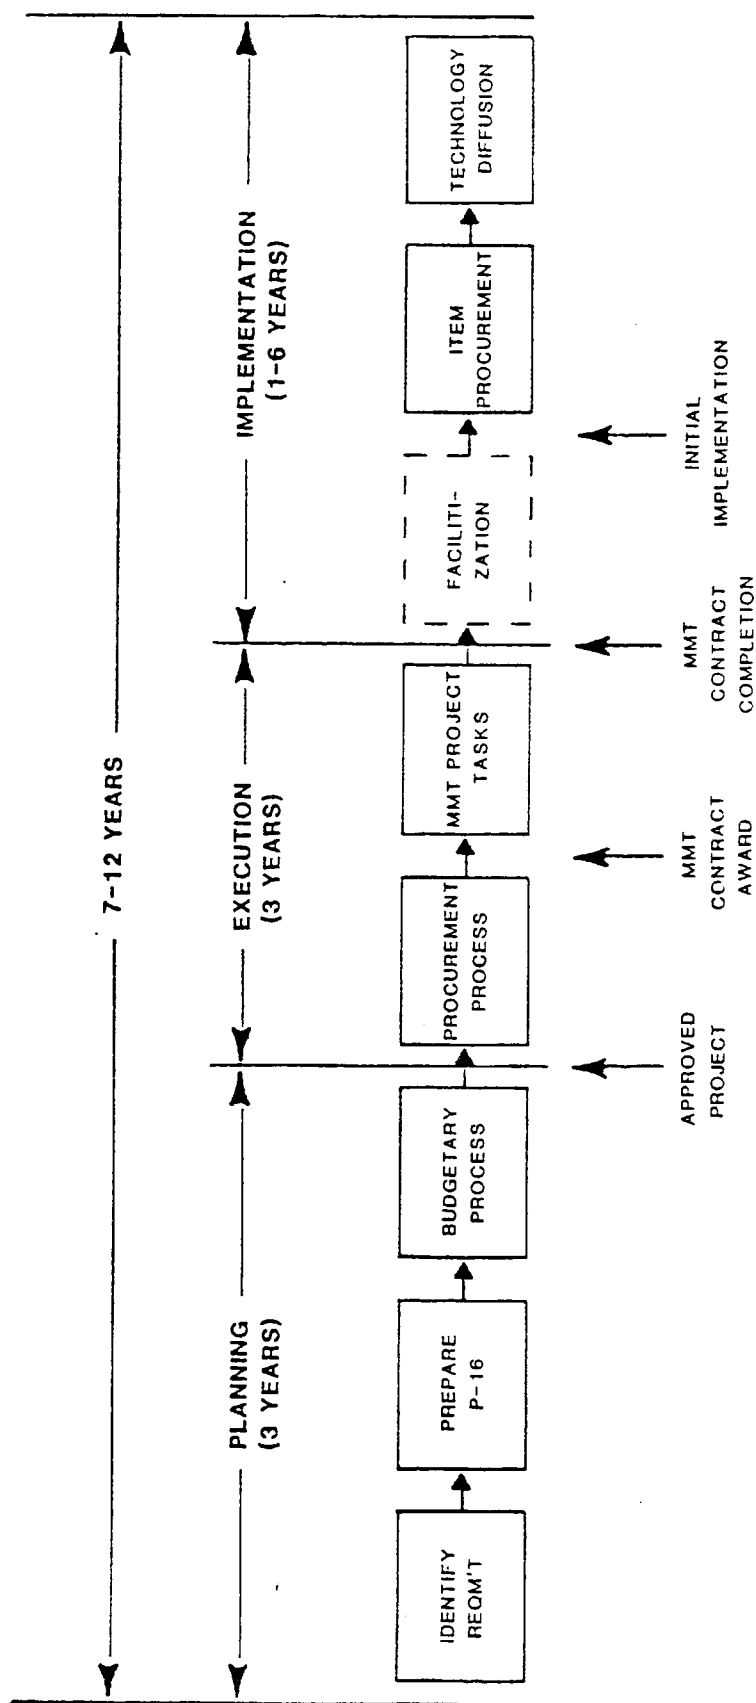 7-12 YEARS
PLANNING
(3 YEARS)
EXECUTION
(3 YEARS)
IMPLEMENTATION
(1-6 YEARS)
IDENTIFY
REQM'T
PREPARE
P-16
BUDGETARY
PROCESS
PROCUREMENT
PROCESS
MMT PROJECT
TASKS
FACILITI-
ZATION
ITEM
PROCUREMENT
TECHNOLOGY
DIFFUSION
APPROVED
PROJECT
MMT
CONTRACT
AWARD
MMT
CONTRACT
COMPLETION
INITIAL
IMPLEMENTATION